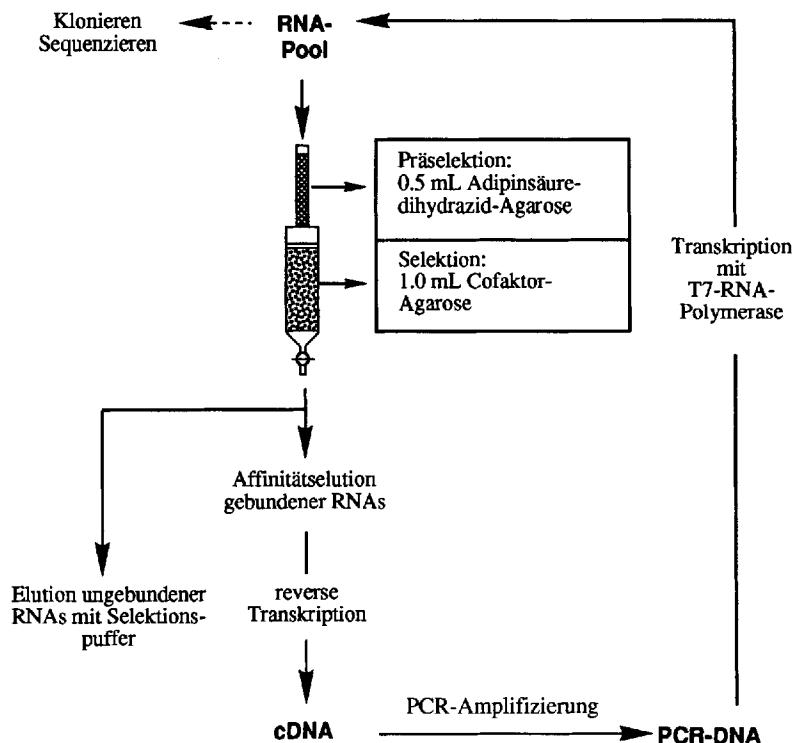 Klonieren
Sequenzieren
RNA-
Pool
Präselektion:
0.5 mL Adipinsäure-
dihydrazid-Agarose
Selektion:
1.0 mL Cofaktor-
Agarose
Transkription
mit
T7-RNA-
Polymerase
Affinitätselution
gebundener RNAs
Elution ungebundener
RNAs mit Selektions-
puffer
reverse
Transkription
cDNA
PCR-Amplifizierung
PCR-DNA